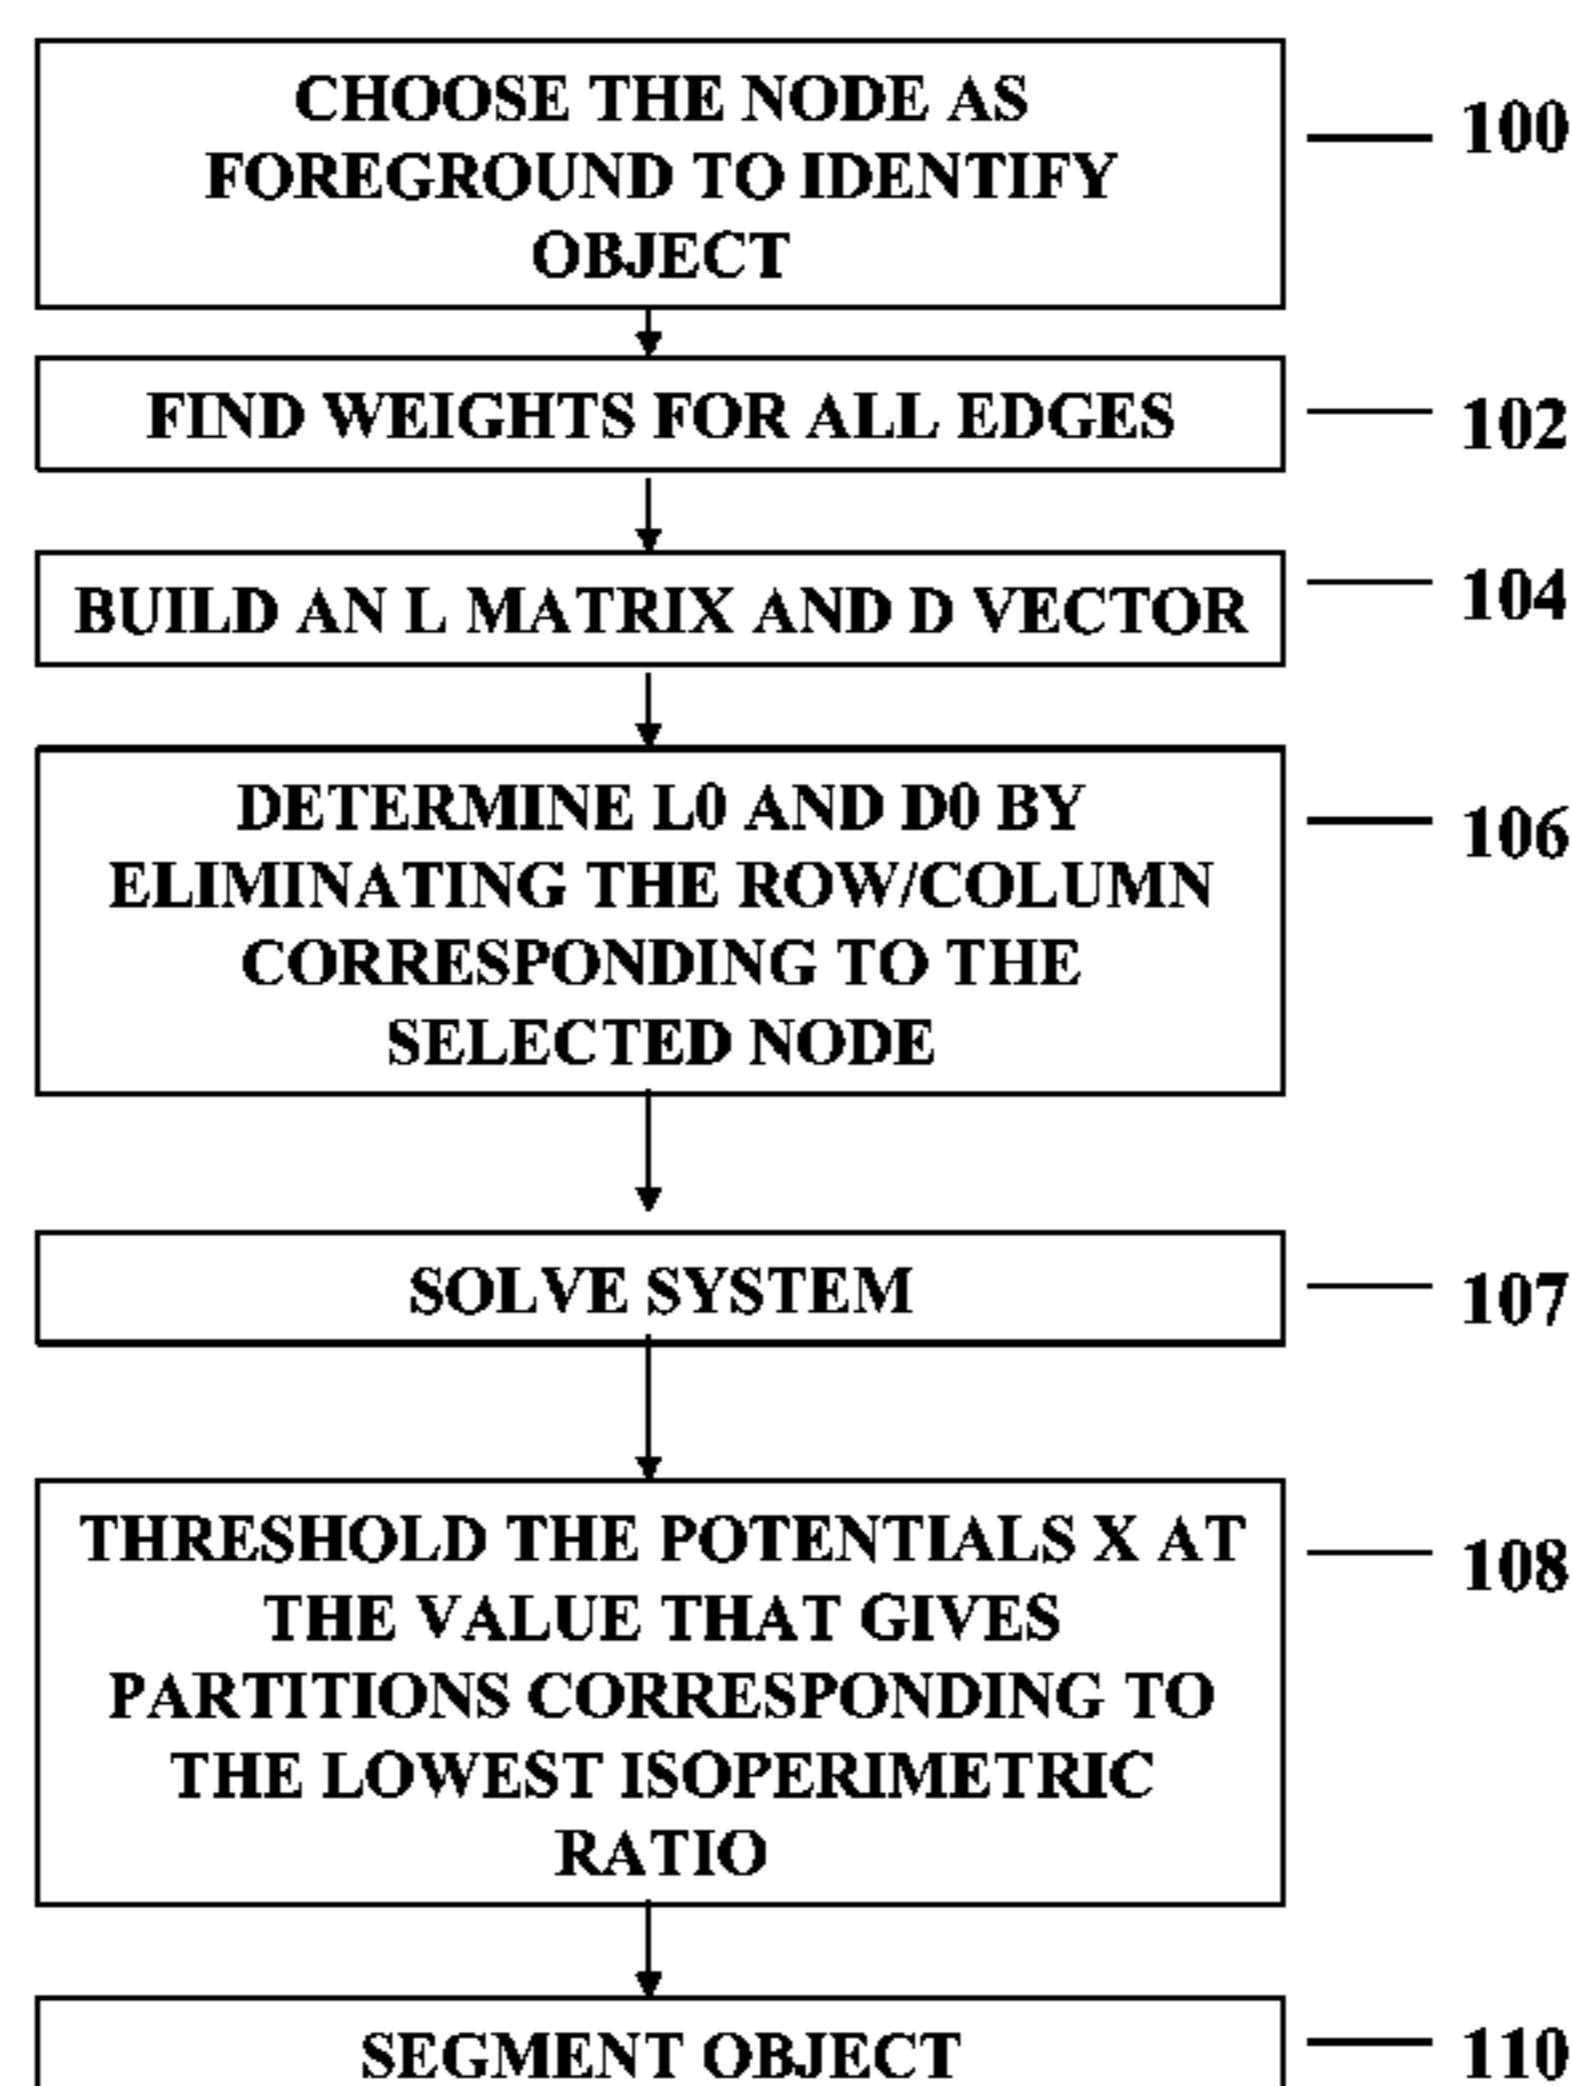 CHOOSE THE NODE AS
FOREGROUND TO IDENTIFY
OBJECT
100
FIND WEIGHTS FOR ALL EDGES
102
BUILD AN L MATRIX AND D VECTOR
104
DETERMINE L0 AND D0 BY
ELIMINATING THE ROW/COLUMN
CORRESPONDING TO THE
SELECTED NODE
106
SOLVE SYSTEM
107
THRESHOLD THE POTENTIALS X AT
THE VALUE THAT GIVES
PARTITIONS CORRESPONDING TO
THE LOWEST ISOPERIMETRIC
RATIO
108
SEGMENT OBJECT
110